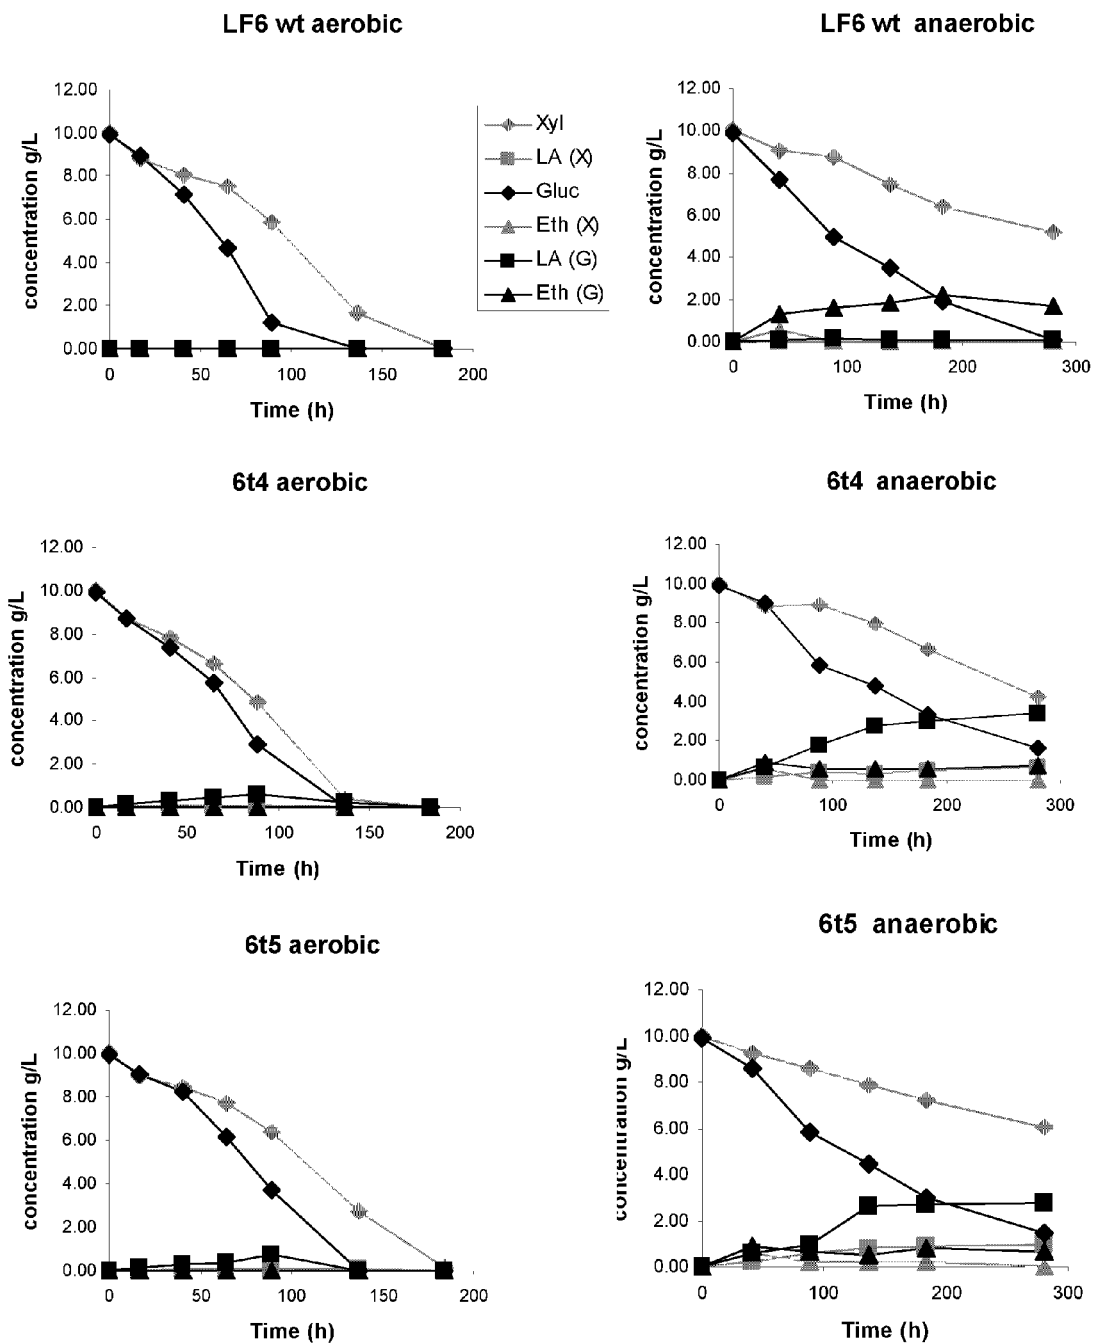 LF6 wt aerobic
LF6 wt anaerobic
concentration g/L
12.00
10.00
8.00
6.00
4.00
2.00
0.00
0 50 100 150 200
Time (h)
Xyl
LA (X)
Gluc
Eth (X)
LA (G)
Eth (G)
concentration g/L
12.00
10.00
8.00
6.00
4.00
2.00
0.00
0 100 200 300
Time (h)
6t4 aerobic
6t4 anaerobic
concentration g/L
12.00
10.00
8.00
6.00
4.00
2.00
0.00
0 50 100 150 200
Time (h)
concentration g/L
12.00
10.00
8.00
6.00
4.00
2.00
0.00
0 100 200 300
Time (h)
6t5 aerobic
6t5 anaerobic
concentration g/L
12.00
10.00
8.00
6.00
4.00
2.00
0.00
0 50 100 150 200
Time (h)
concentration g/L
12.00
10.00
8.00
6.00
4.00
2.00
0.00
0 100 200 300
Time (h)